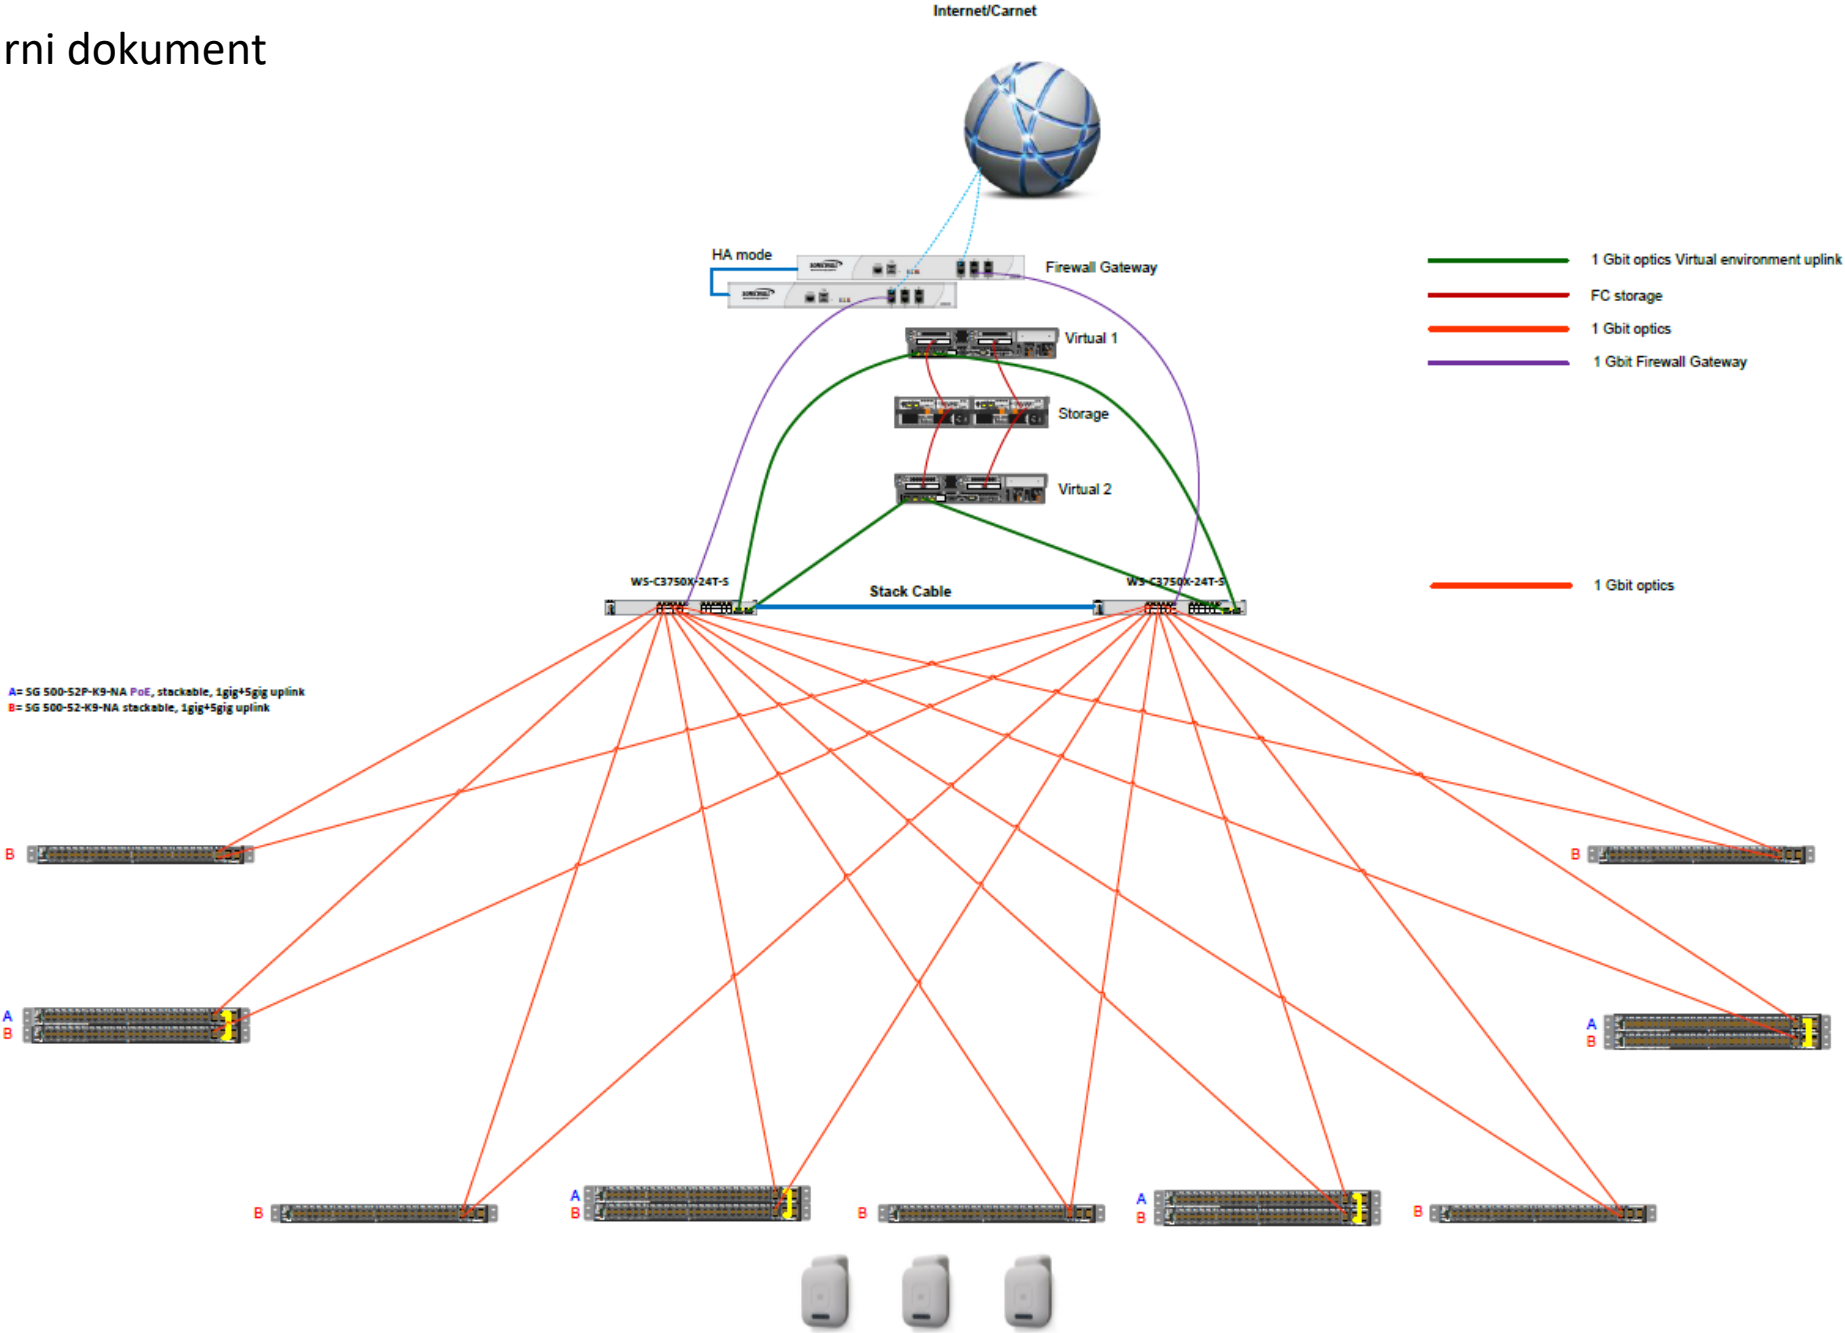 Internet/Carnet
rni dokument
HA mode
SONICWALL
Firewall Gateway
SONICWALL
1 Gbit optics Virtual environment uplink
FC storage
1 Gbit optics
1 Gbit Firewall Gateway
Virtual 1
Storage
Virtual 2
WS-C3750X-24T-S
Stack Cable
WS-C3750X-24T-S
1 Gbit optics
A= SG 500-52P-K9-NA PoE, stackable, 1gig+5gig uplink
B= SG 500-52-K9-NA stackable, 1gig+5gig uplink
B
B
A
B
A
B
B
A
B
B
A
B
B